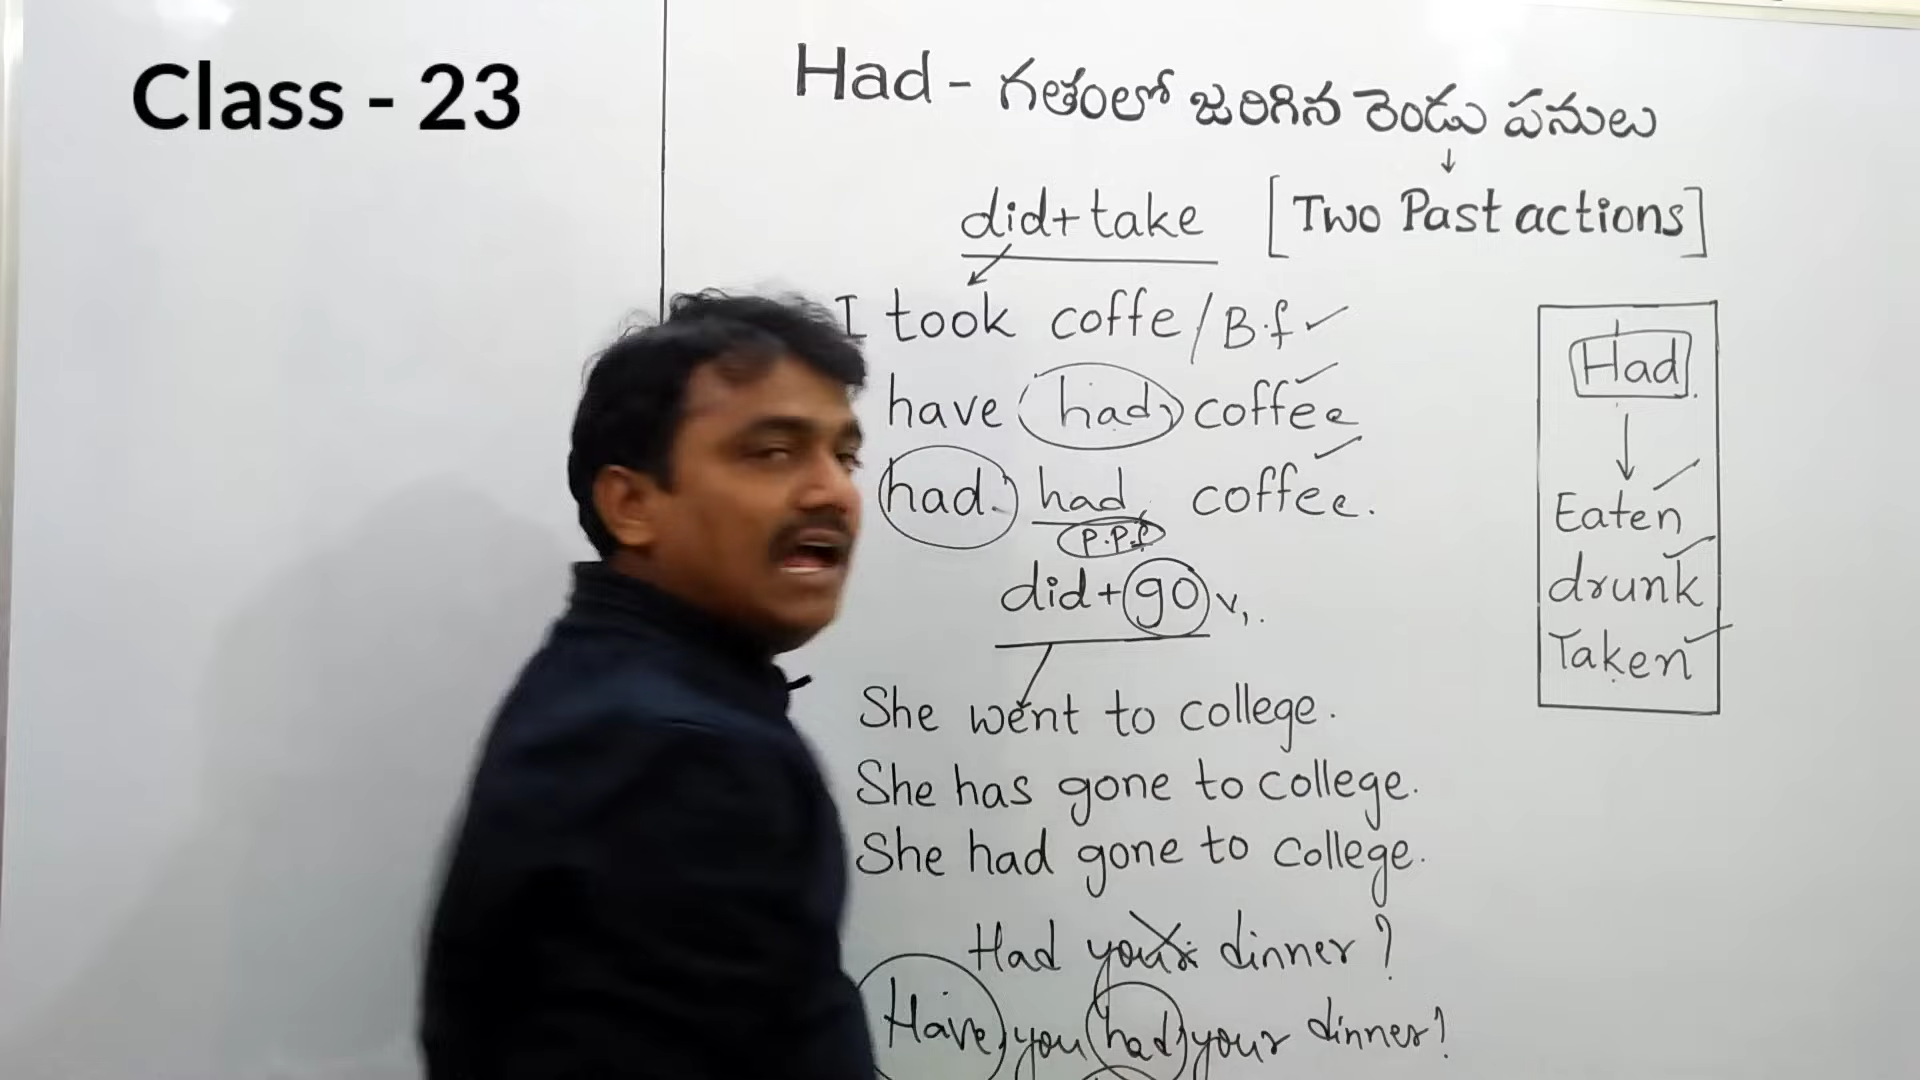 Class - 23
Had - గతంలో జరిగిన రెండు పనులు
↓
did+take [Two Past actions]
I took coffe/B.f ✓
have had coffee ✓
had had coffee. ✓
P.P.f
did+go v₁.
She went to college.
She has gone to college.
She had gone to college.
Had your dinner?
Have you had your dinner?
Had
↓
Eaten ✓
drunk ✓
Taken ✓